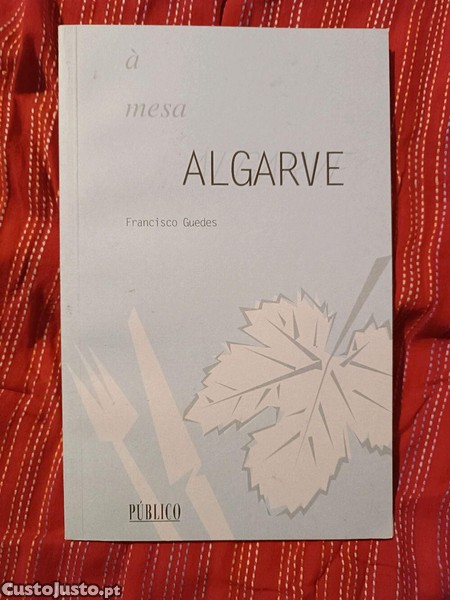 à
mesa
ALGARVE
Francisco Guedes
PÚBLICO
CustoJusto.pt